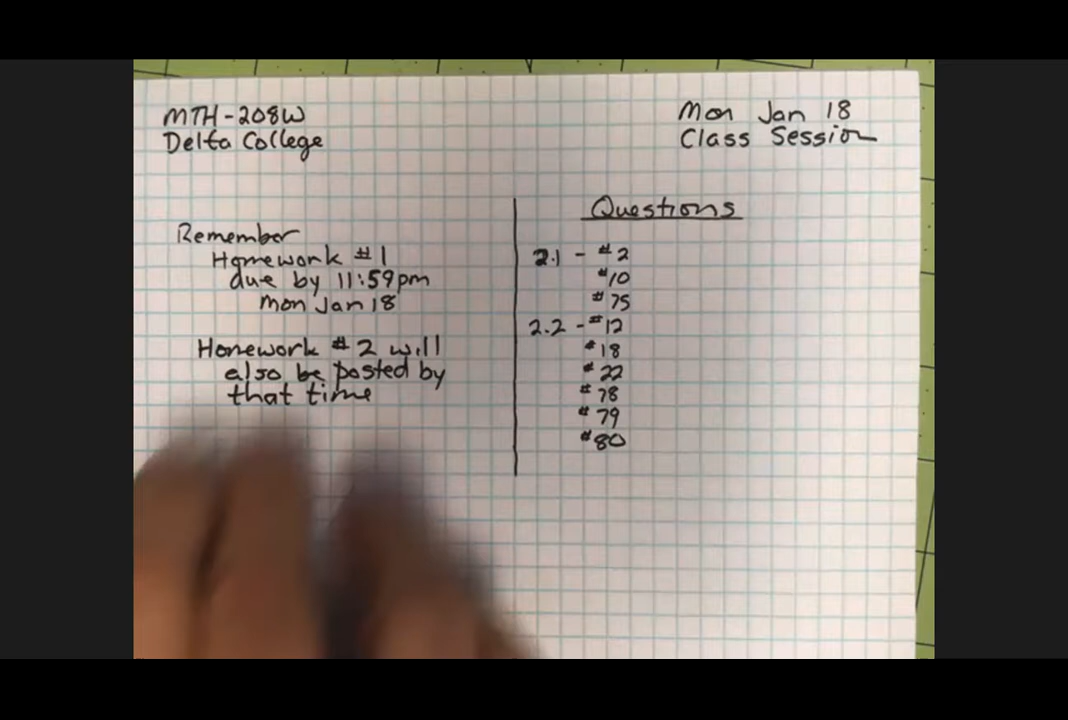 MTH-208W
Delta College
Mon Jan 18
Class Session
Remember
Homework #1
due by 11:59pm
Mon Jan 18
Homework #2 will
also be posted by
that time
Questions
2.1 - #2
#10
#75
2.2 - #12
#18
#22
#78
#79
#80